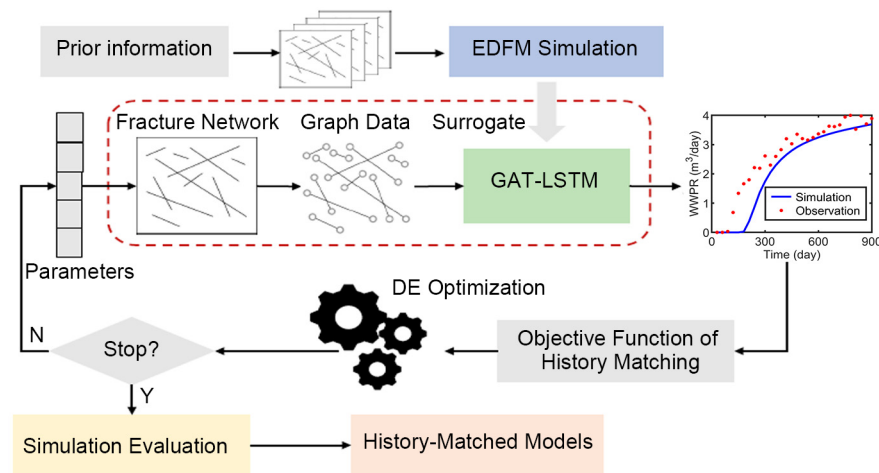 Prior information
EDFM Simulation
Fracture Network
Graph Data
Surrogate
GAT-LSTM
Parameters
WWPR (m³/day)
4
3
2
1
0
Simulation
Observation
0
300
600
900
Time (day)
DE Optimization
Objective Function of
History Matching
N
Stop?
Y
Simulation Evaluation
History-Matched Models